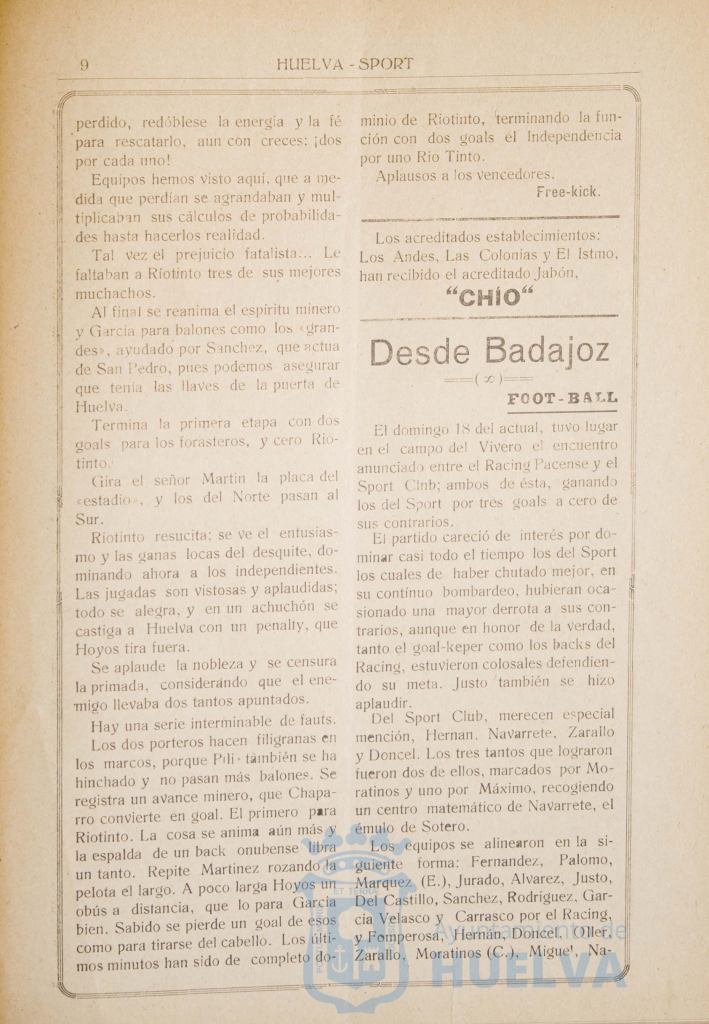 9
HUELVA - SPORT
perdido, redóblese la energía y la fé
para rescatarlo, aun con creces; ¡dos
por cada uno!
Equipos hemos visto aquí, que a me-
dida que perdían se agrandaban y mul-
tiplicaban sus cálculos de probabilida-
des hasta hacerlos realidad.
Tal vez el prejuicio fatalista... Le
faltaban a Ríotinto tres de sus mejores
muchachos.
Al final se reanima el espíritu minero
y García para balones como los «gran-
des», ayudado por Sanchez, que actua
de San Pedro, pues podemos asegurar
que tenía las llaves de la puerta de
Huelva.
Termina la primera etapa con dos
goals para los forasteros, y cero Río-
tinto.
Gira el señor Martin la placa del
«estadio», y los del Norte pasan al
Sur.
Ríotinto resucita; se ve el entusias-
mo y las ganas locas del desquite, do-
minando ahora a los independientes.
Las jugadas son vistosas y aplaudidas;
todo se alegra, y en un achuchón se
castiga a Huelva con un penalty, que
Hoyos tira fuera.
Se aplaude la nobleza y se censura
la primada, considerando que el ene-
migo llevaba dos tantos apuntados.
Hay una serie interminable de fauts.
Los dos porteros hacen filigranas en
los marcos, porque Pili también se ha
hinchado y no pasan más balones. Se
registra un avance minero, que Chapa-
rro convierte en goal. El primero para
Riotinto. La cosa se anima aún más y
la espalda de un back onubense libra
un tanto. Repite Martinez rozando la
pelota el largo. A poco larga Hoyos un
obús a distancia, que lo para García
bien. Sabido se pierde un goal de esos
como para tirarse del cabello. Los últi-
mos minutos han sido de completo do-
minio de Riotinto, terminando la fun-
ción con dos goals el Independencia
por uno Rio Tinto.
Aplausos a los vencedores.
Free-kick.
Los acreditados establecimientos:
Los Andes, Las Colonias y El Istmo,
han recibido el acreditado Jabón,
“CHÍO“
Desde Badajoz
FOOT-BALL
El domingo 18 del actual, tuvo lugar
en el campo del Vivero el encuentro
anunciado entre el Racing Pacense y el
Sport Clnb; ambos de ésta, ganando
los del Sport por tres goals a cero de
sus contrarios.
El partido careció de interés por do-
minar casi todo el tiempo los del Sport
los cuales de haber chutado mejor, en
su contínuo bombardeo, hubieran oca-
sionado una mayor derrota a sus con-
trarios, aunque en honor de la verdad,
tanto el goal-keper como los backs del
Racing, estuvieron colosales defendien-
do su meta. Justo también se hizo
aplaudir.
Del Sport Club, merecen especial
mención, Hernan, Navarrete, Zarallo
y Doncel. Los tres tantos que lograron
fueron dos de ellos, marcados por Mo-
ratinos y uno por Máximo, recogiendo
un centro matemático de Navarrete, el
émulo de Sotero.
Los equipos se alinearon en la si-
guiente forma: Fernandez, Palomo,
Marquez (E.), Jurado, Alvarez, Justo,
Del Castillo, Sanchez, Rodríguez, Gar-
cía Velasco y Carrasco por el Racing,
y Fomperosa, Hernán, Doncel, Oller,
Zarallo, Moratinos (C.), Miguel, Na-
Ayuntamiento de
HUELVA